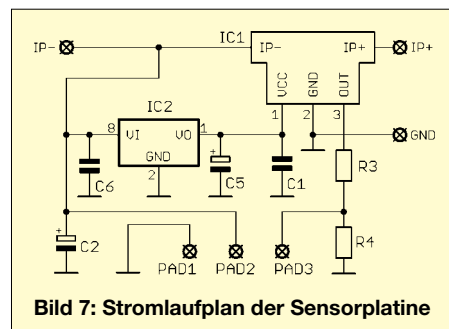 IP- IC1 IP- IP+ IP+
VCC GND OUT
IC2 1 2 3
8 VI VO 1 GND
GND R3
2
C6 C5 C1
C2 R4
PAD1 PAD2 PAD3
Bild 7: Stromlaufplan der Sensorplatine